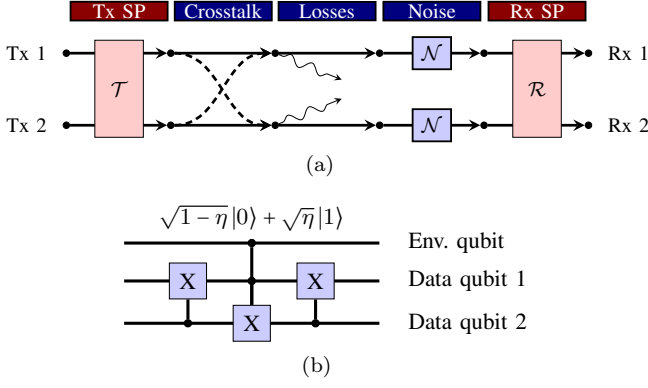 Tx SP Crosstalk Losses Noise Rx SP
Tx 1 𝒩 Rx 1
𝒯 ℛ
Tx 2 𝒩 Rx 2
(a)
√1−η |0⟩ + √η |1⟩
Env. qubit
X X Data qubit 1
X Data qubit 2
(b)